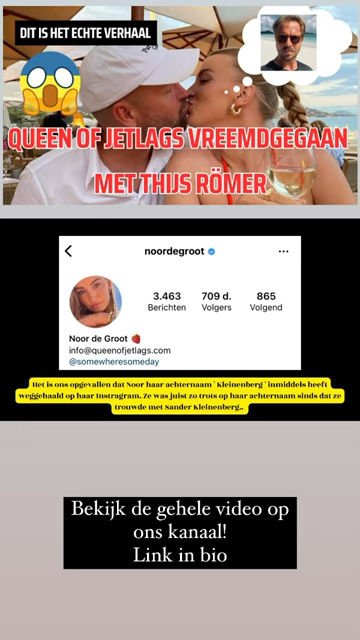 DIT IS HET ECHTE VERHAAL
QUEEN OF JETLAGS VREEMDGEGAAN
MET THIJS RÖMER
noordegroot
3.463 709 d. 865
Berichten Volgers Volgend
Noor de Groot 🍓
info@queenofjetlags.com
@somewheresomeday
Het is ons opgevallen dat Noor haar achternaam ''Kleinenberg'' inmiddels heeft
weggehaald op haar Instragram. Ze was juist zo trots op haar achternaam sinds dat ze
trouwde met Sander Kleinenberg..
Bekijk de gehele video op
ons kanaal!
Link in bio